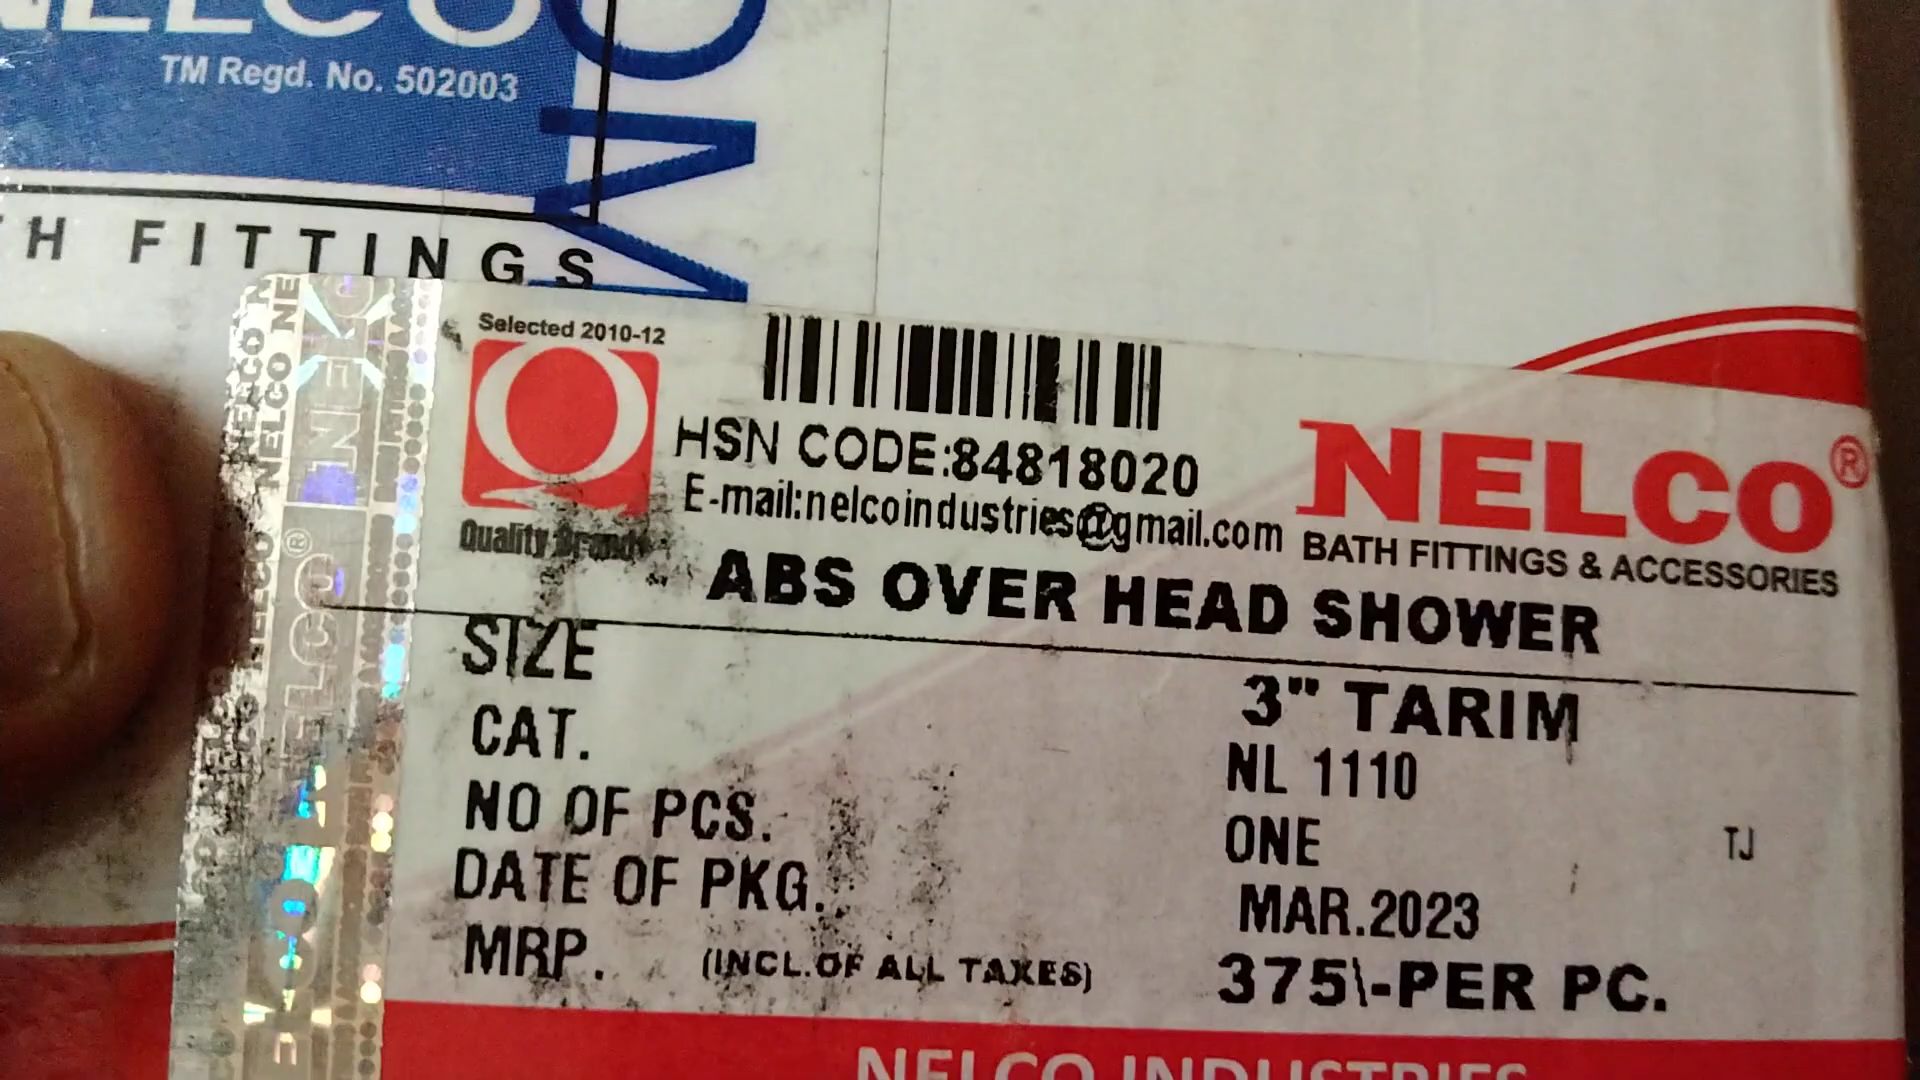 NELCO
TM Regd. No. 502003
H FITTINGS
Selected 2010-12
Quality Brands
HSN CODE:84818020
E-mail:nelcoindustries@gmail.com
NELCO®
BATH FITTINGS & ACCESSORIES
ABS OVER HEAD SHOWER
SIZE 3" TARIM
CAT. NL 1110
NO OF PCS. ONE TJ
DATE OF PKG. MAR.2023
MRP. (INCL.OF ALL TAXES) 375\-PER PC.
NELCO INDUSTRIES